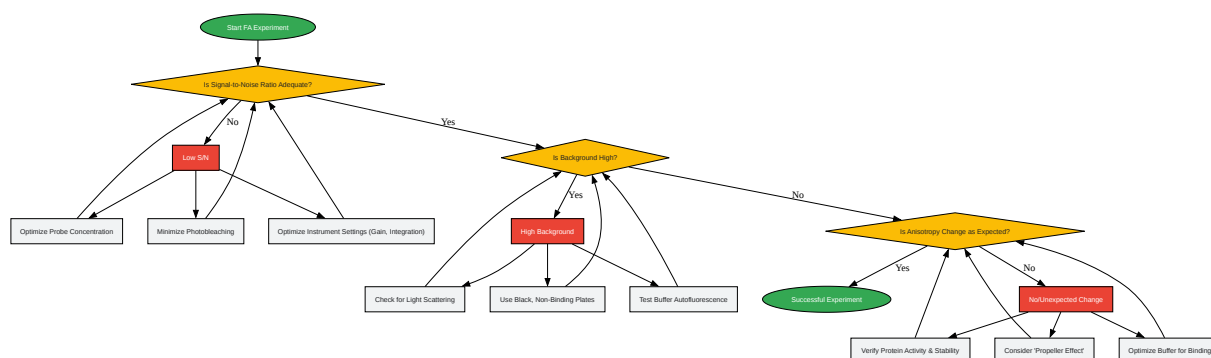 Start FA Experiment
Is Signal-to-Noise Ratio Adequate?
No
Yes
Low S/N
Is Background High?
Yes
No
Optimize Probe Concentration
Minimize Photobleaching
Optimize Instrument Settings (Gain, Integration)
High Background
Is Anisotropy Change as Expected?
Yes
No
Check for Light Scattering
Use Black, Non-Binding Plates
Test Buffer Autofluorescence
Successful Experiment
No/Unexpected Change
Verify Protein Activity & Stability
Consider 'Propeller Effect'
Optimize Buffer for Binding